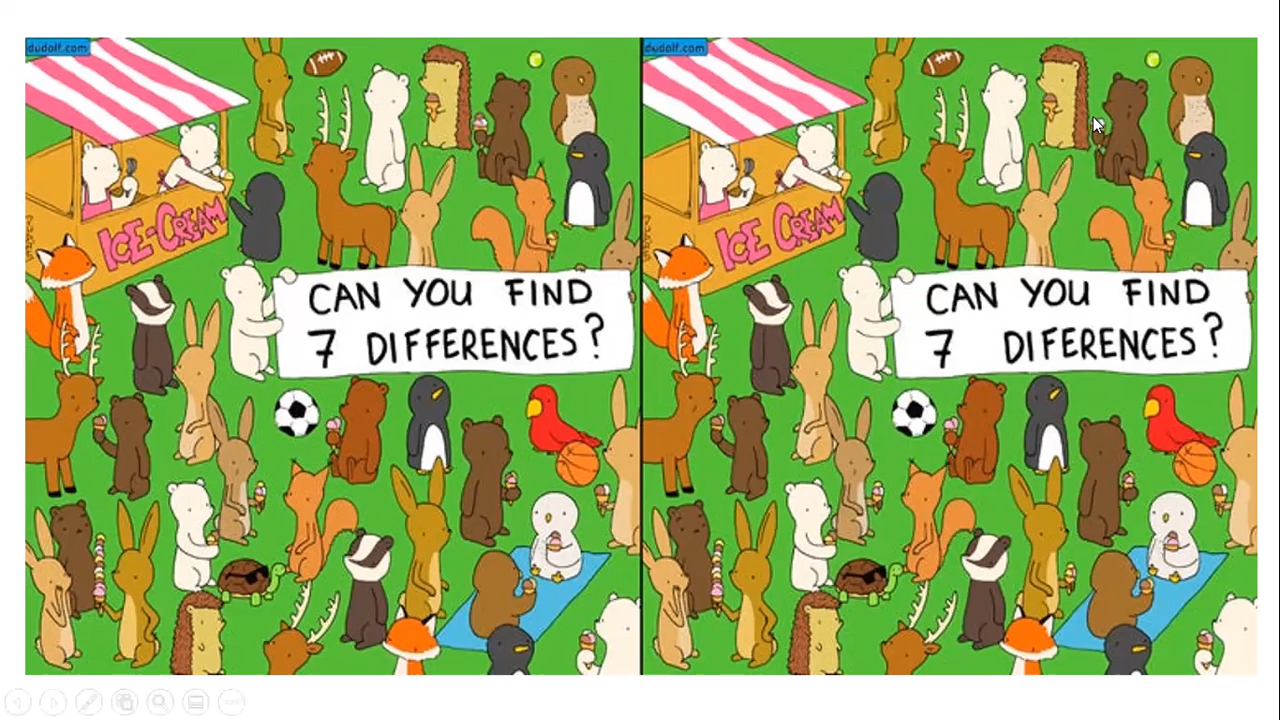 dudolf.com
ICE-CREAM
CAN YOU FIND
7 DIFFERENCES?
dudolf.com
ICE CREAM
CAN YOU FIND
7 DIFERENCES?